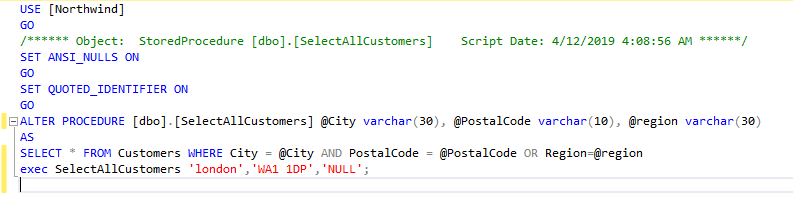 USE [Northwind]
GO
/****** Object:  StoredProcedure [dbo].[SelectAllCustomers]    Script Date: 4/12/2019 4:08:56 AM ******/
SET ANSI_NULLS ON
GO
SET QUOTED_IDENTIFIER ON
GO
ALTER PROCEDURE [dbo].[SelectAllCustomers] @City varchar(30), @PostalCode varchar(10), @region varchar(30)
AS
SELECT * FROM Customers WHERE City = @City AND PostalCode = @PostalCode OR Region=@region
exec SelectAllCustomers 'london','WA1 1DP','NULL';